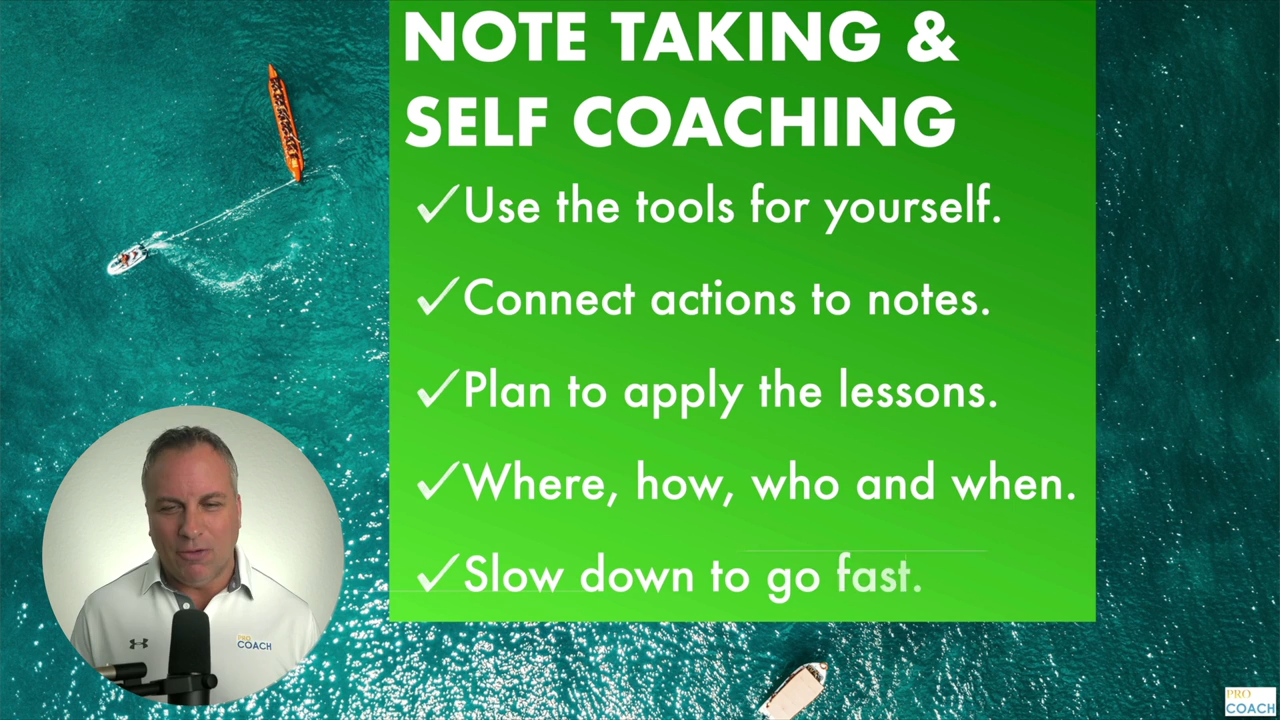 NOTE TAKING &
SELF COACHING
✓Use the tools for yourself.
✓Connect actions to notes.
✓Plan to apply the lessons.
✓Where, how, who and when.
✓Slow down to go fast.
PRO
COACH
PRO
COACH